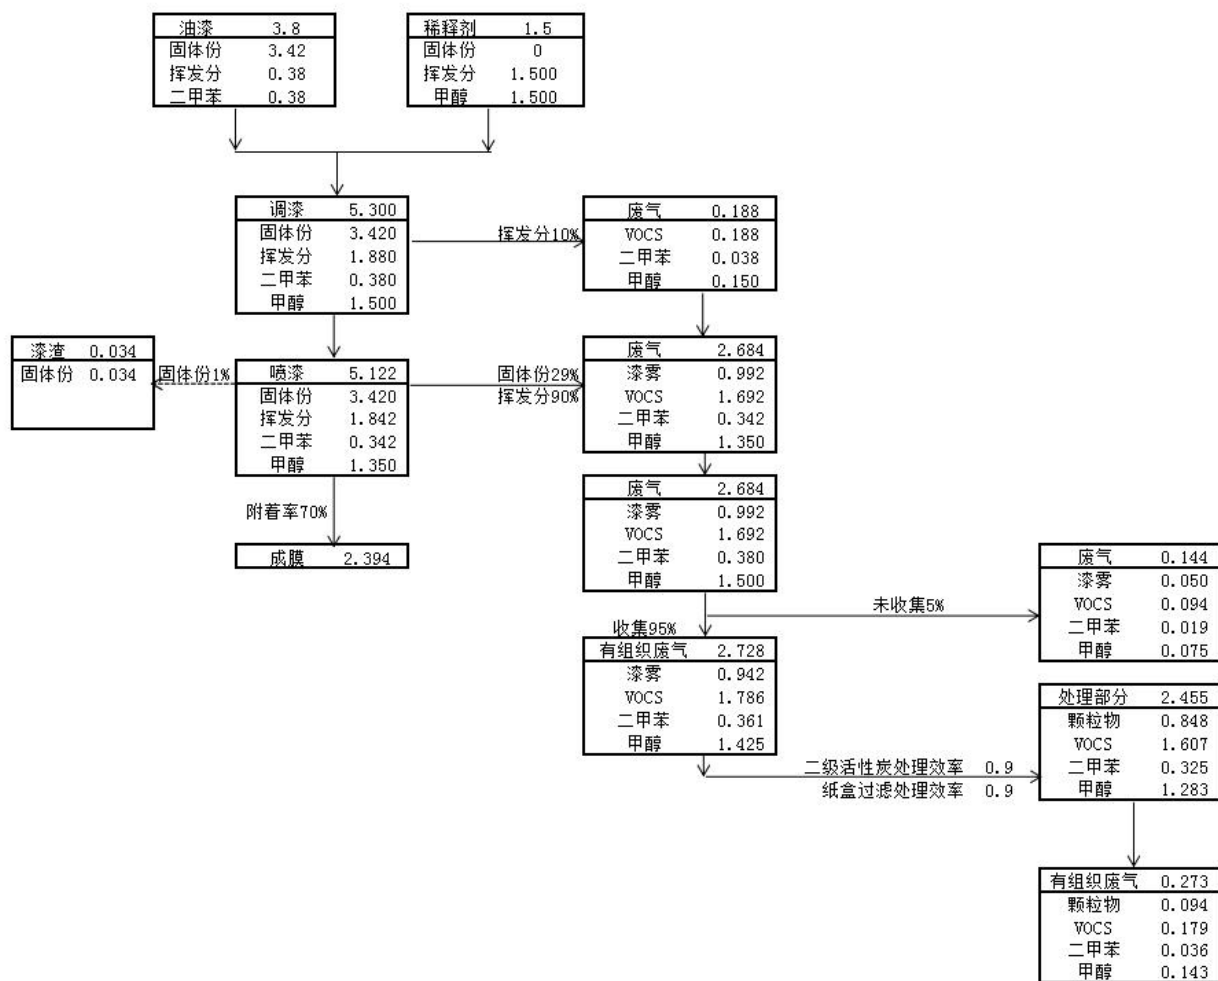 油漆 3.8
固体份 3.42
挥发分 0.38
二甲苯 0.38
稀释剂 1.5
固体份 0
挥发分 1.500
甲醇 1.500
调漆 5.300
固体份 3.420
挥发分 1.880
二甲苯 0.380
甲醇 1.500
挥发分10%
废气 0.188
VOCS 0.188
二甲苯 0.038
甲醇 0.150
漆渣 0.034
固体份 0.034
固体份1%
喷漆 5.122
固体份 3.420
挥发分 1.842
二甲苯 0.342
甲醇 1.350
固体份29%
挥发分90%
废气 2.684
漆雾 0.992
VOCS 1.692
二甲苯 0.342
甲醇 1.350
附着率70%
成膜 2.394
废气 2.684
漆雾 0.992
VOCS 1.692
二甲苯 0.380
甲醇 1.500
未收集5%
废气 0.144
漆雾 0.050
VOCS 0.094
二甲苯 0.019
甲醇 0.075
收集95%
有组织废气 2.728
漆雾 0.942
VOCS 1.786
二甲苯 0.361
甲醇 1.425
二级活性炭处理效率 0.9
纸盒过滤处理效率 0.9
处理部分 2.455
颗粒物 0.848
VOCS 1.607
二甲苯 0.325
甲醇 1.283
有组织废气 0.273
颗粒物 0.094
VOCS 0.179
二甲苯 0.036
甲醇 0.143